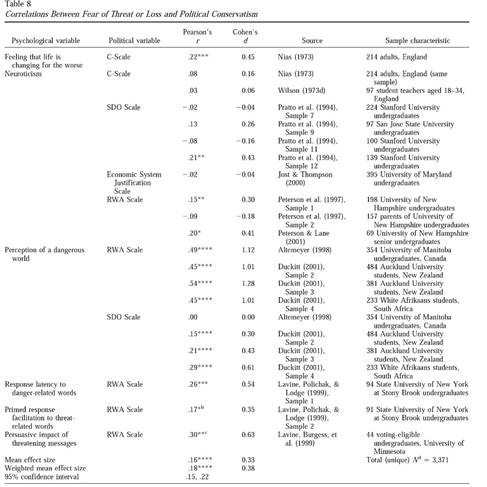 Table 8
Correlations Between Fear of Threat or Loss and Political Conservatism
Psychological variable Political variable Pearson's r Cohen's d Source Sample characteristic
Feeling that life is C-Scale .22*** 0.45 Nias (1973) 214 adults, England
changing for the worse
Neuroticism C-Scale .08 0.16 Nias (1973) 214 adults, England (same
sample)
.03 0.06 Wilson (1973d) 97 student teachers aged 18–34,
England
SDO Scale −.02 −0.04 Pratto et al. (1994), 224 Stanford University
Sample 7 undergraduates
.13 0.26 Pratto et al. (1994), 97 San Jose State University
Sample 9 undergraduates
−.08 −0.16 Pratto et al. (1994), 100 Stanford University
Sample 11 undergraduates
.21** 0.43 Pratto et al. (1994), 139 Stanford University
Sample 12 undergraduates
Economic System −.02 −0.04 Jost & Thompson 395 University of Maryland
Justification (2000) undergraduates
Scale
RWA Scale .15** 0.30 Peterson et al. (1997), 198 University of New
Sample 1 Hampshire undergraduates
−.09 −0.18 Peterson et al. (1997), 157 parents of University of
Sample 2 New Hampshire undergraduates
.20* 0.41 Peterson & Lane 69 University of New Hampshire
(2001) senior undergraduates
Perception of a dangerous RWA Scale .49**** 1.12 Altemeyer (1998) 354 University of Manitoba
world undergraduates, Canada
.45**** 1.01 Duckitt (2001), 484 Auckland University
Sample 2 students, New Zealand
.54**** 1.28 Duckitt (2001), 381 Auckland University
Sample 3 students, New Zealand
.45**** 1.01 Duckitt (2001), 233 White Afrikaans students,
Sample 4 South Africa
SDO Scale .00 0.00 Altemeyer (1998) 354 University of Manitoba
undergraduates, Canada
.15**** 0.30 Duckitt (2001), 484 Auckland University
Sample 2 students, New Zealand
.21**** 0.43 Duckitt (2001), 381 Auckland University
Sample 3 students, New Zealand
.29**** 0.61 Duckitt (2001), 233 White Afrikaans students,
Sample 4 South Africa
Response latency to RWA Scale .26*** 0.54 Lavine, Polichak, & 94 State University of New York
danger-related words Lodge (1999), at Stony Brook undergraduates
Sample 1
Primed response RWA Scale .17*b 0.35 Lavine, Polichak, & 91 State University of New York
facilitation to threat- Lodge (1999), at Stony Brook undergraduates
related words Sample 2
Persuasive impact of RWA Scale .30**c 0.63 Lavine, Burgess, et 44 voting-eligible
threatening messages al. (1999) undergraduates, University of
Minnesota
Mean effect size .16**** 0.33 Total (unique) Nd = 3,371
Weighted mean effect size .18**** 0.38
95% confidence interval .15, .22